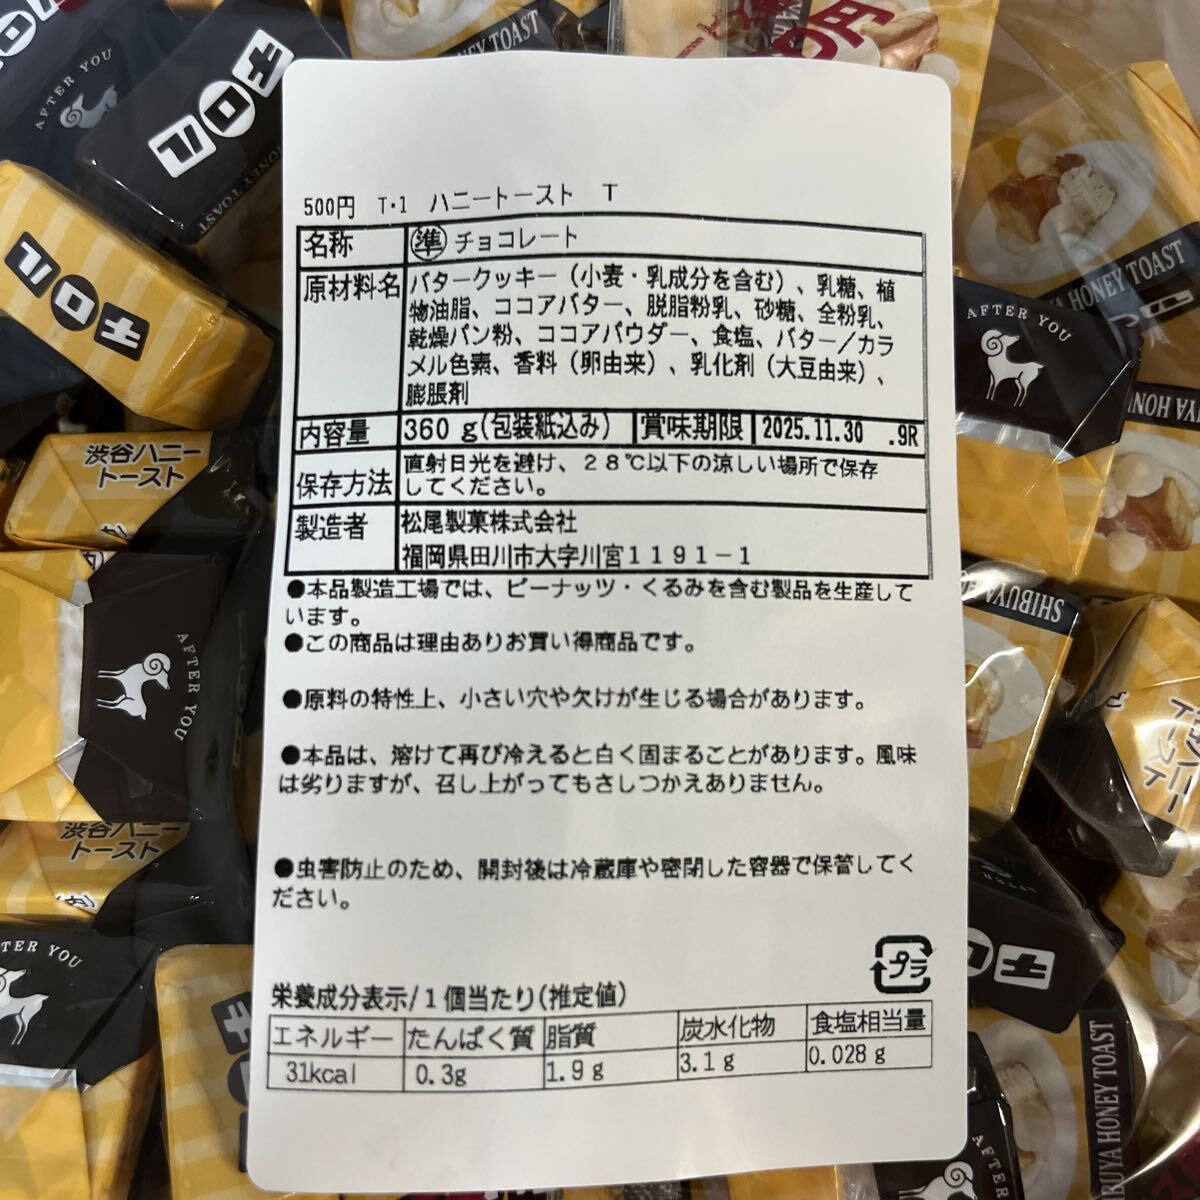 500円 T・1 ハニートースト T
名称 ㊟準 チョコレート
原材料名 バタークッキー(小麦・乳成分を含む)、乳糖、植
物油脂、ココアバター、脱脂粉乳、砂糖、全粉乳、
乾燥パン粉、ココアパウダー、食塩、バター/カラ
メル色素、香料(卵由来)、乳化剤(大豆由来)、
膨脹剤
内容量 360g(包装紙込み) 賞味期限 2025.11.30 .9R
保存方法 直射日光を避け、28℃以下の涼しい場所で保存
してください。
製造者 松尾製菓株式会社
福岡県田川市大字川宮1191-1
●本品製造工場では、ピーナッツ・くるみを含む製品を生産して
います。
●この商品は理由ありお買い得商品です。
●原料の特性上、小さい穴や欠けが生じる場合があります。
●本品は、溶けて再び冷えると白く固まることがあります。風味
は劣りますが、召し上がってもさしつかえありません。
●虫害防止のため、開封後は冷蔵庫や密閉した容器で保管してく
ださい。
プラ
栄養成分表示/1個当たり(推定値)
エネルギー たんぱく質 脂質 炭水化物 食塩相当量
31kcal 0.3g 1.9g 3.1g 0.028g
AFTER YOU
チロル
HONEY TOAST
チロル
渋谷ハニー
トースト
AFTER YOU
渋谷ハニー
トースト
AFTER YOU
HONEY TOAST
HONEY TOAST
AFTER YOU
SHIBUYA
チロル
SHIBUYA HONEY TOAST
AFTER